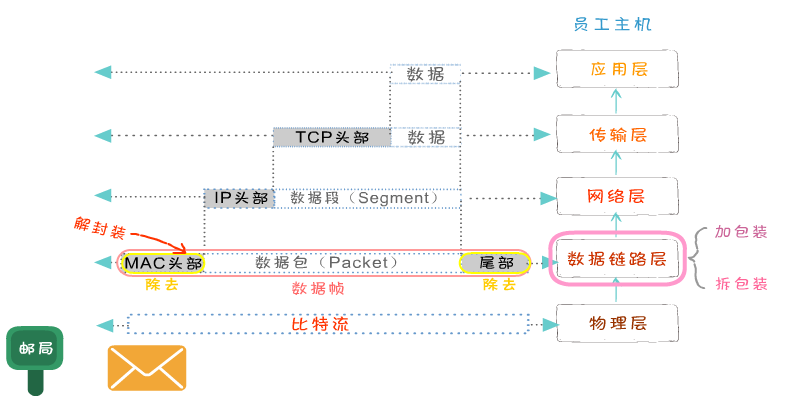 员工主机
数据
应用层
TCP头部
数据
传输层
IP头部
数据段（Segment）
网络层
解封装
MAC头部
数据包（Packet）
尾部
数据链路层
加包装
拆包装
除去
数据帧
除去
比特流
物理层
邮局